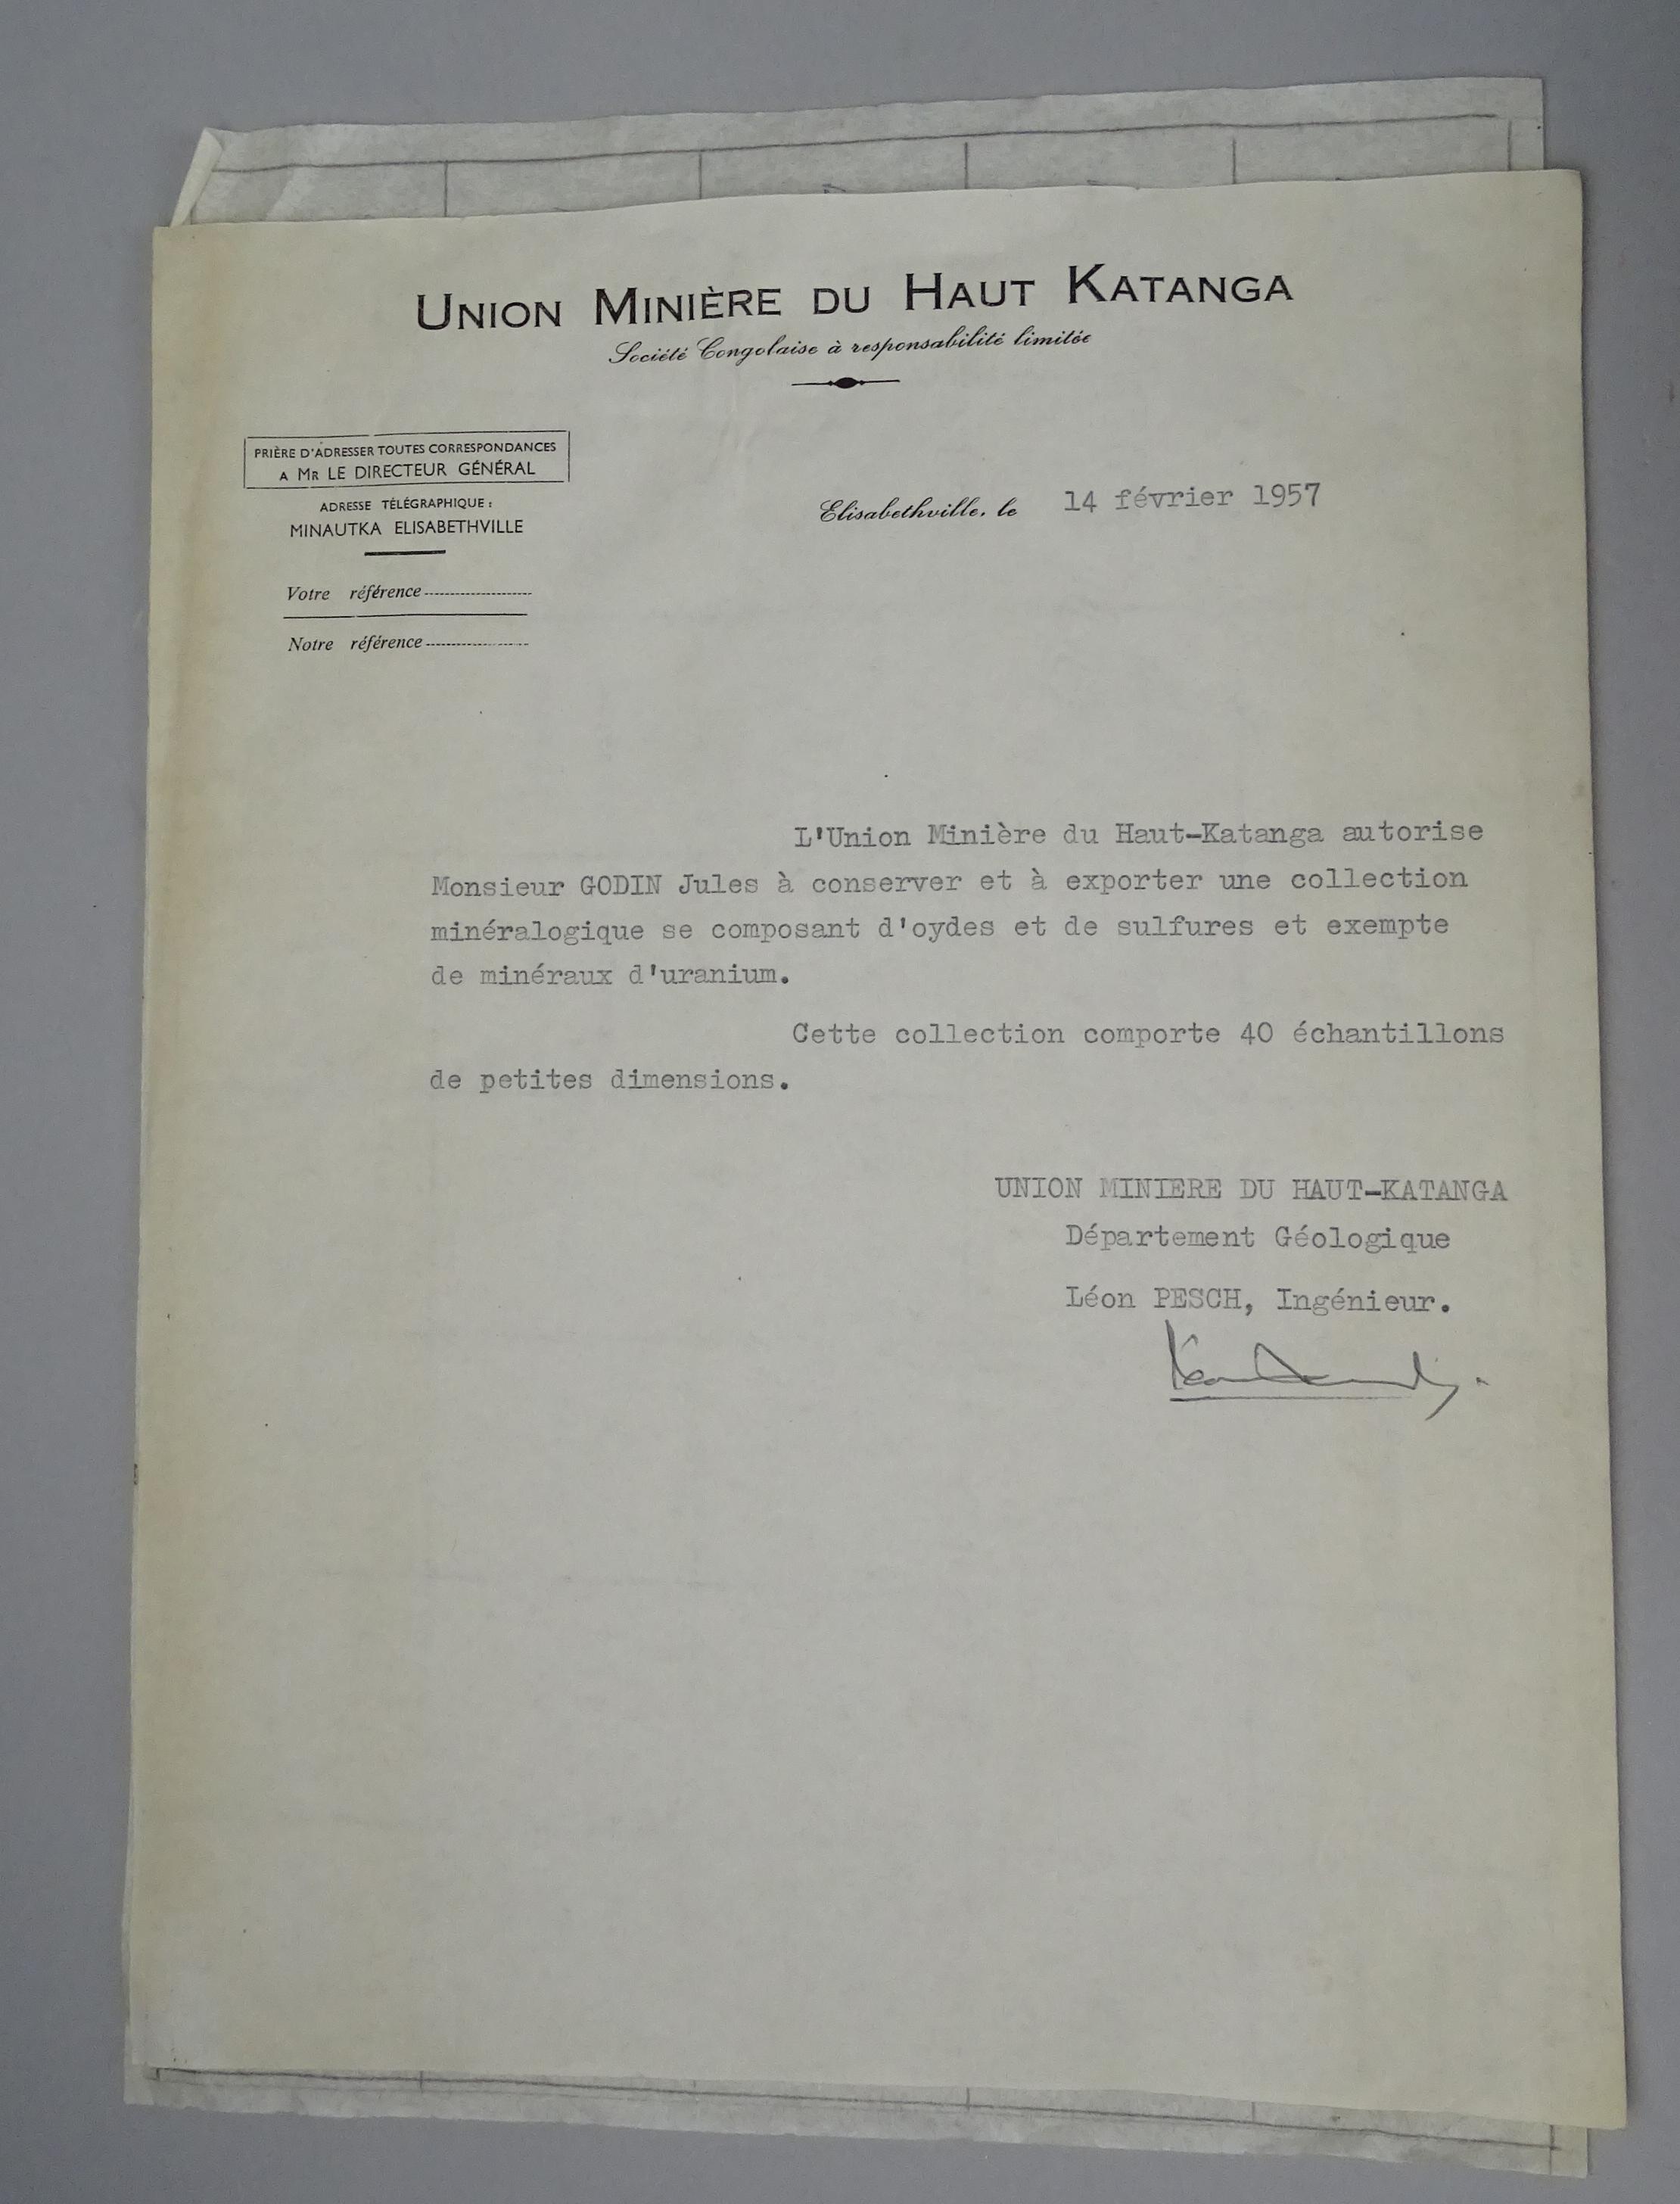 UNION MINIÈRE DU HAUT KATANGA
Société Congolaise à responsabilité limitée
PRIÈRE D'ADRESSER TOUTES CORRESPONDANCES
A MR LE DIRECTEUR GÉNÉRAL
ADRESSE TÉLÉGRAPHIQUE :
MINAUTKA ELISABETHVILLE
Elisabethville, le 14 février 1957
Votre référence
Notre référence
L'Union Minière du Haut-Katanga autorise
Monsieur GODIN Jules à conserver et à exporter une collection
minéralogique se composant d'oydes et de sulfures et exempte
de minéraux d'uranium.
Cette collection comporte 40 échantillons
de petites dimensions.
UNION MINIERE DU HAUT-KATANGA
Département Géologique
Léon PESCH, Ingénieur.